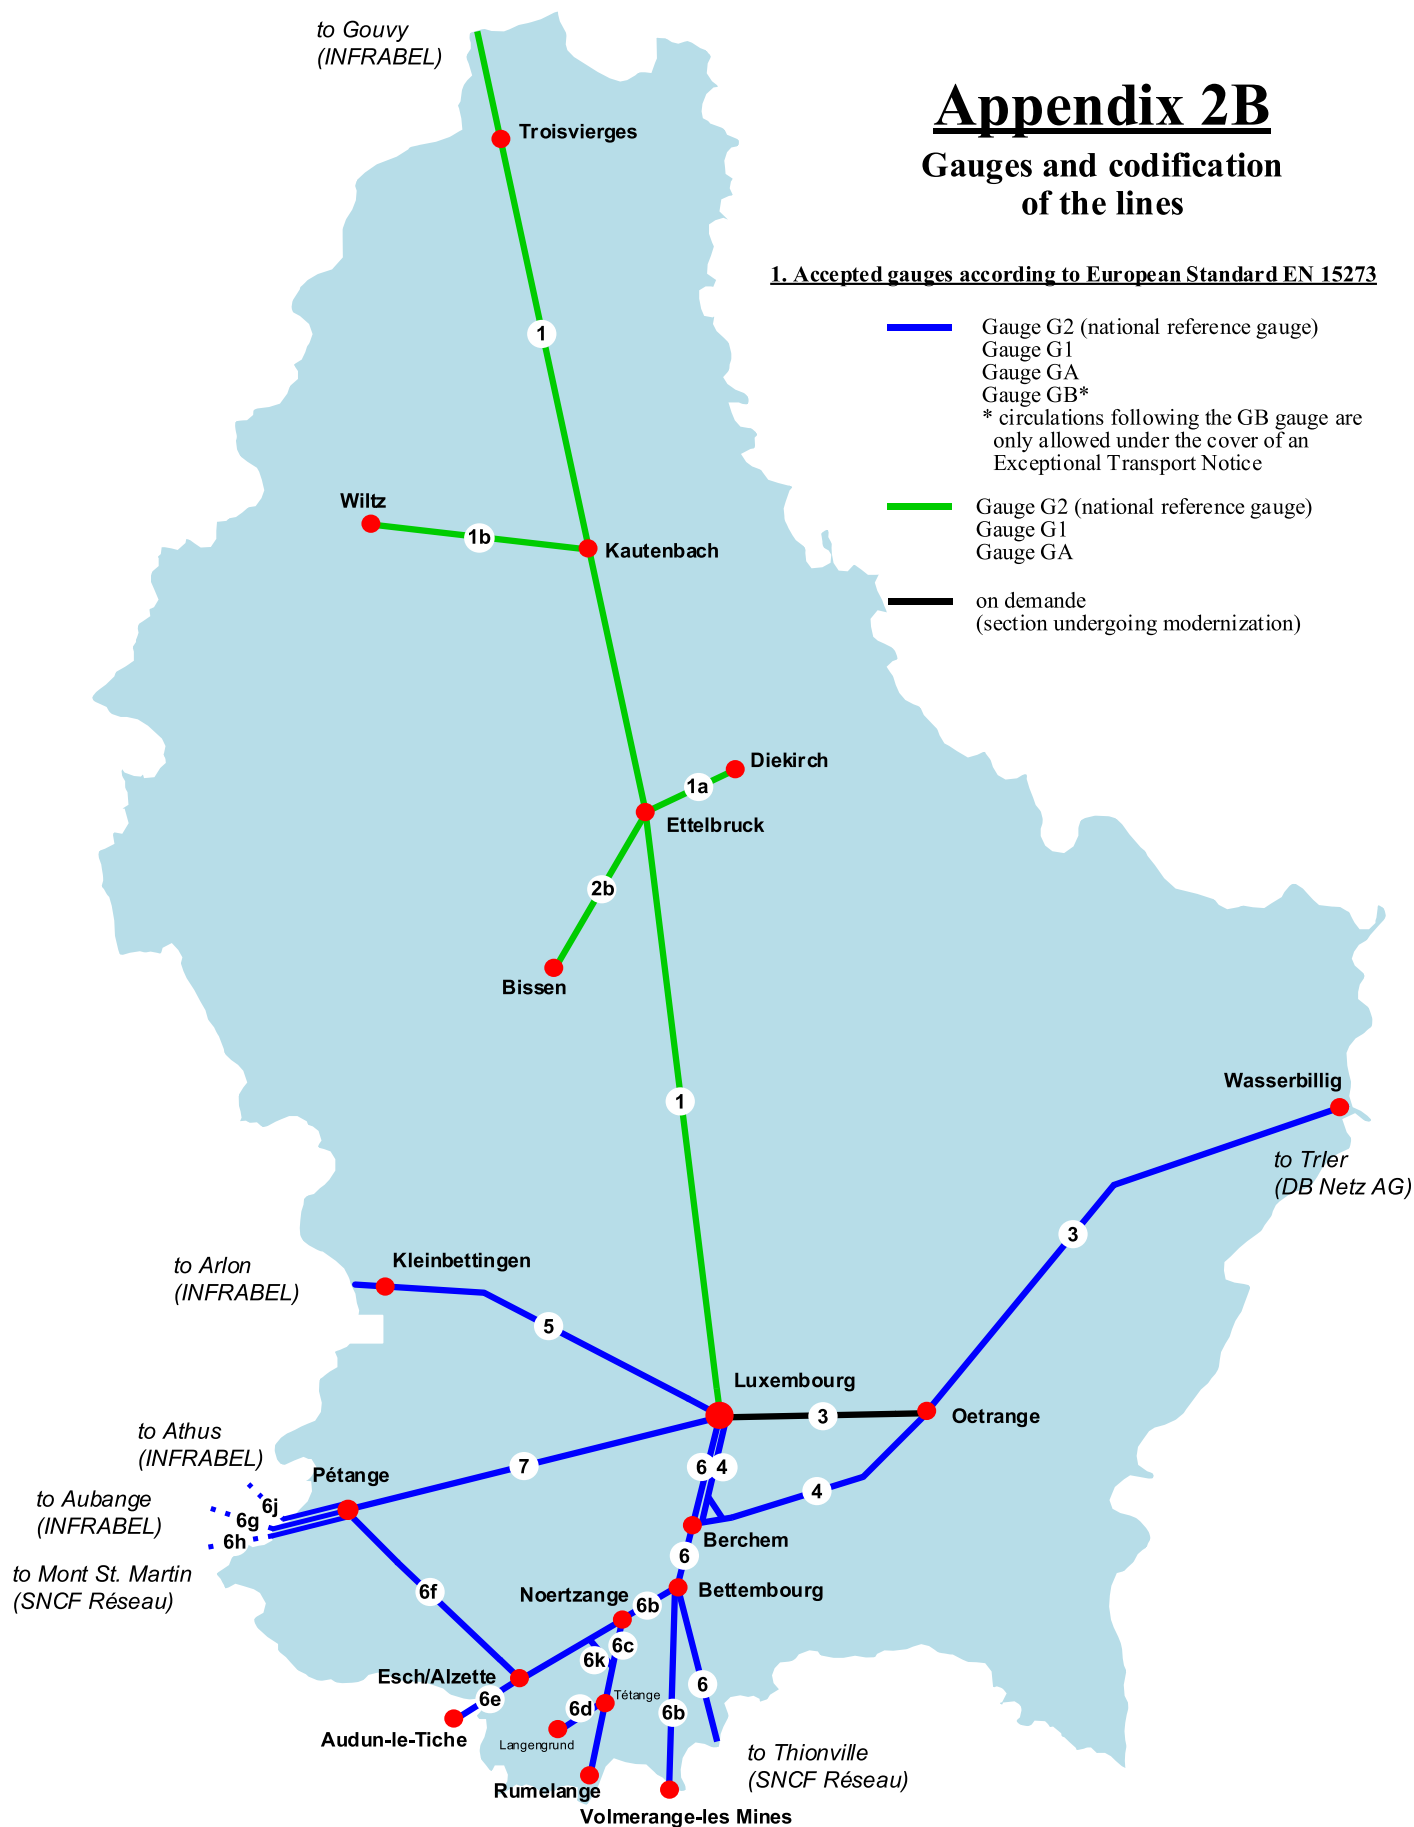 to Gouvy
(INFRABEL)
Appendix 2B
Gauges and codification
of the lines
1. Accepted gauges according to European Standard EN 15273
Gauge G2 (national reference gauge)
Gauge G1
Gauge GA
Gauge GB*
* circulations following the GB gauge are
only allowed under the cover of an
Exceptional Transport Notice
Gauge G2 (national reference gauge)
Gauge G1
Gauge GA
on demande
(section undergoing modernization)
Troisvierges
1
Wiltz
1b
Kautenbach
Diekirch
1a
Ettelbruck
2b
Bissen
1
Wasserbillig
to TrIer
(DB Netz AG)
3
Kleinbettingen
to Arlon
(INFRABEL)
5
Luxembourg
3
Oetrange
to Athus
(INFRABEL)
7
6
4
Pétange
4
to Aubange
(INFRABEL)
6j
6g
6h
Berchem
to Mont St. Martin
(SNCF Réseau)
6
6f
Noertzange
Bettembourg
6b
6c
6k
Esch/Alzette
6e
6
6d
Tétange
6b
Audun-le-Tiche
Langengrund
to Thionville
(SNCF Réseau)
Rumelange
Volmerange-les Mines